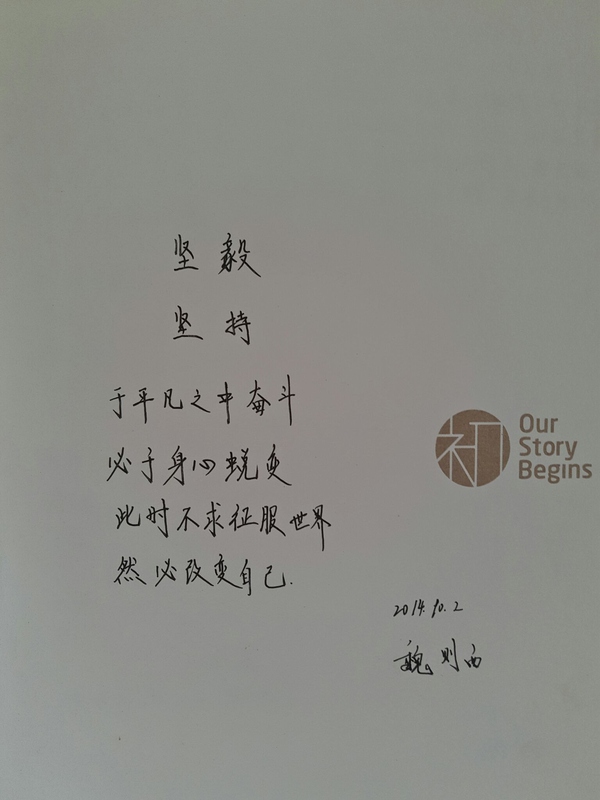 坚毅
坚持
于平凡之中奋斗
必于身心蜕变
此时不求征服世界
然必改变自己.
初
Our
Story
Begins
2014.10.2
魏则西